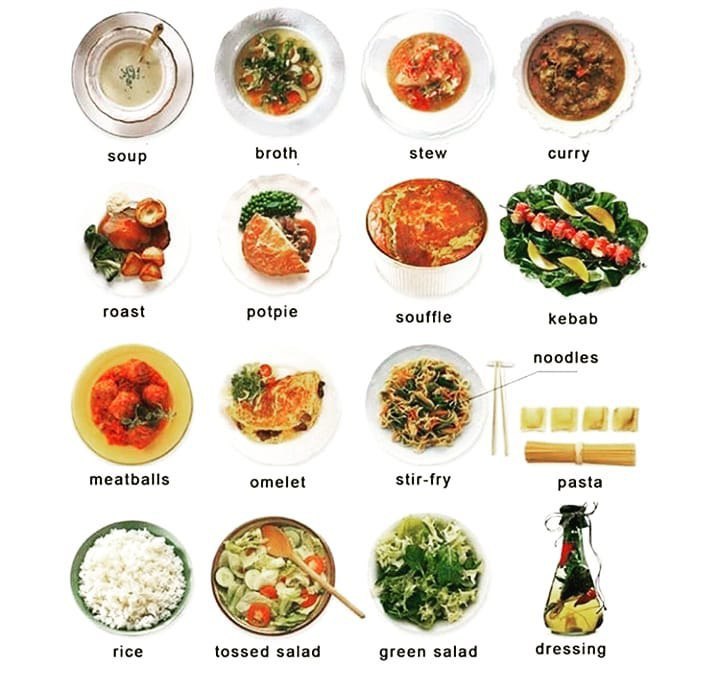 soup
broth
stew
curry
roast
potpie
souffle
kebab
noodles
meatballs
omelet
stir-fry
pasta
rice
tossed salad
green salad
dressing